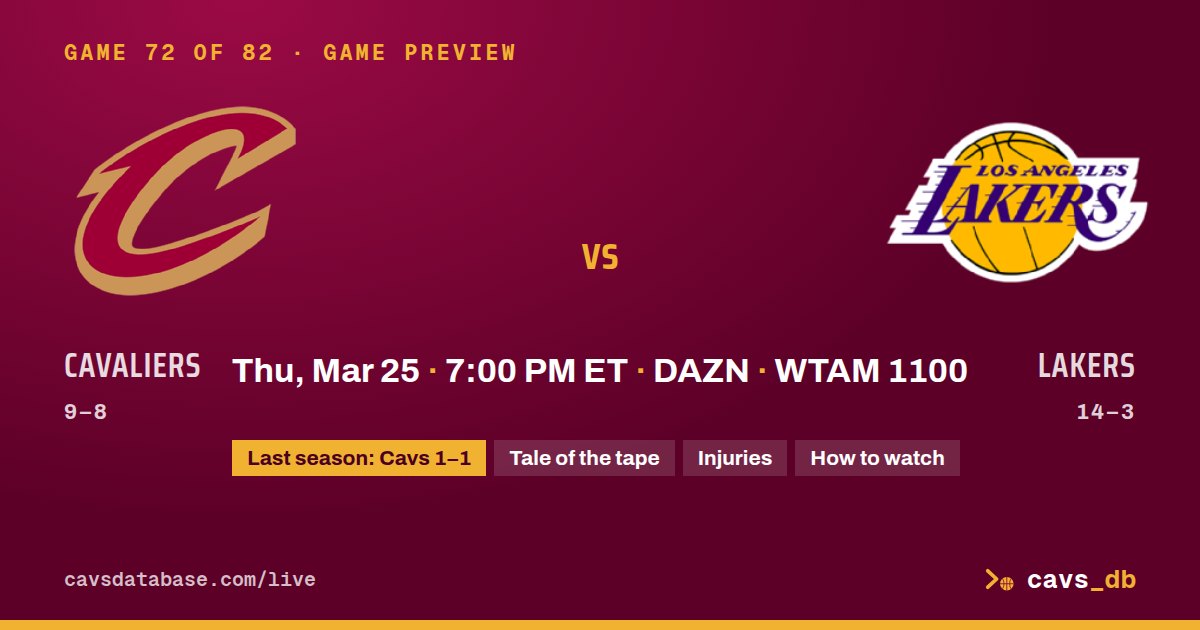 GAME 72 OF 82 · GAME PREVIEW
LOS ANGELES
LAKERS
VS
CAVALIERS
Thu, Mar 25 · 7:00 PM ET · DAZN · WTAM 1100
LAKERS
9–8
14–3
Last season: Cavs 1–1
Tale of the tape
Injuries
How to watch
cavsdatabase.com/live
cavs_db